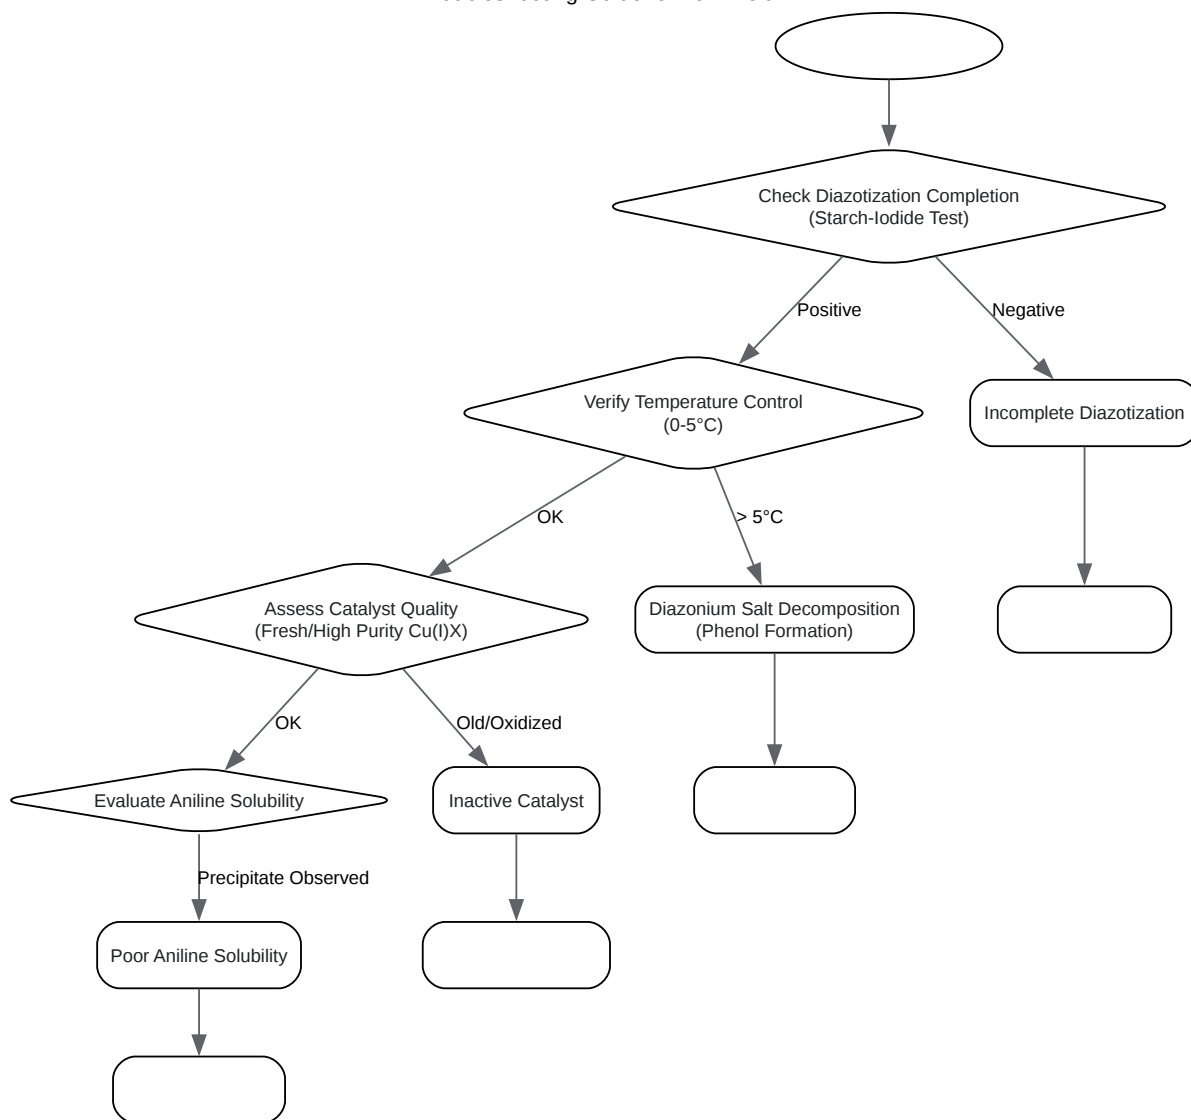 Check Diazotization Completion
(Starch-Iodide Test)
Positive
Negative
Verify Temperature Control
(0-5°C)
Incomplete Diazotization
OK
> 5°C
Assess Catalyst Quality
(Fresh/High Purity Cu(I)X)
Diazonium Salt Decomposition
(Phenol Formation)
OK
Old/Oxidized
Evaluate Aniline Solubility
Inactive Catalyst
Precipitate Observed
Poor Aniline Solubility